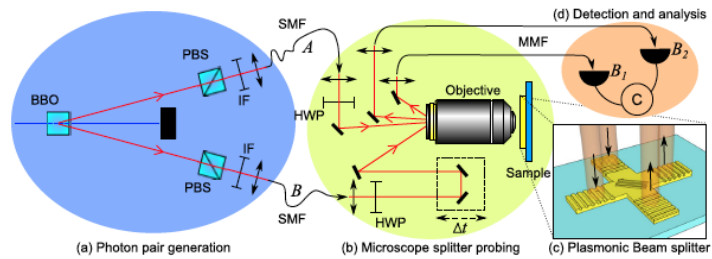 (d) Detection and analysis
SMF
A
PBS
IF
BBO
MMF
B1
B2
C
HWP
Objective
Sample
PBS
IF
B
SMF
HWP
Δt
(a) Photon pair generation
(b) Microscope splitter probing
(c) Plasmonic Beam splitter